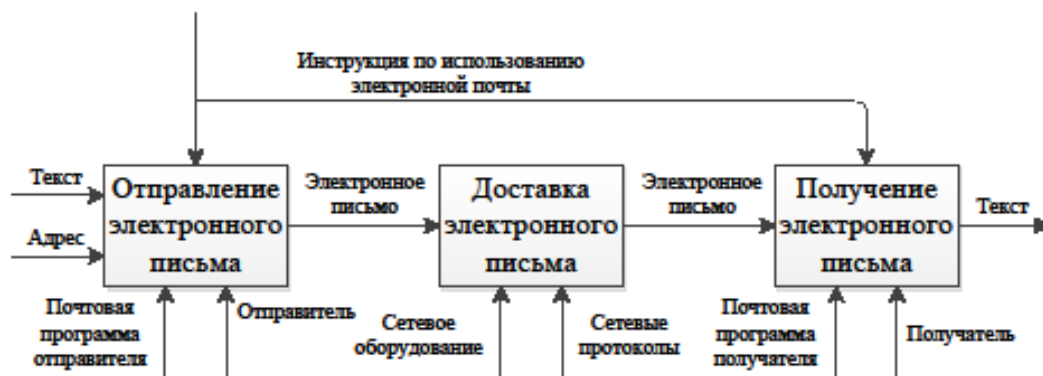 Инструкция по использованию
электронной почты
Текст
Адрес
Отправление
электронного
письма
Электронное
письмо
Доставка
электронного
письма
Электронное
письмо
Получение
электронного
письма
Текст
Почтовая
программа
отправителя
Отправитель
Сетевое
оборудование
Сетевые
протоколы
Почтовая
программа
получателя
Получатель